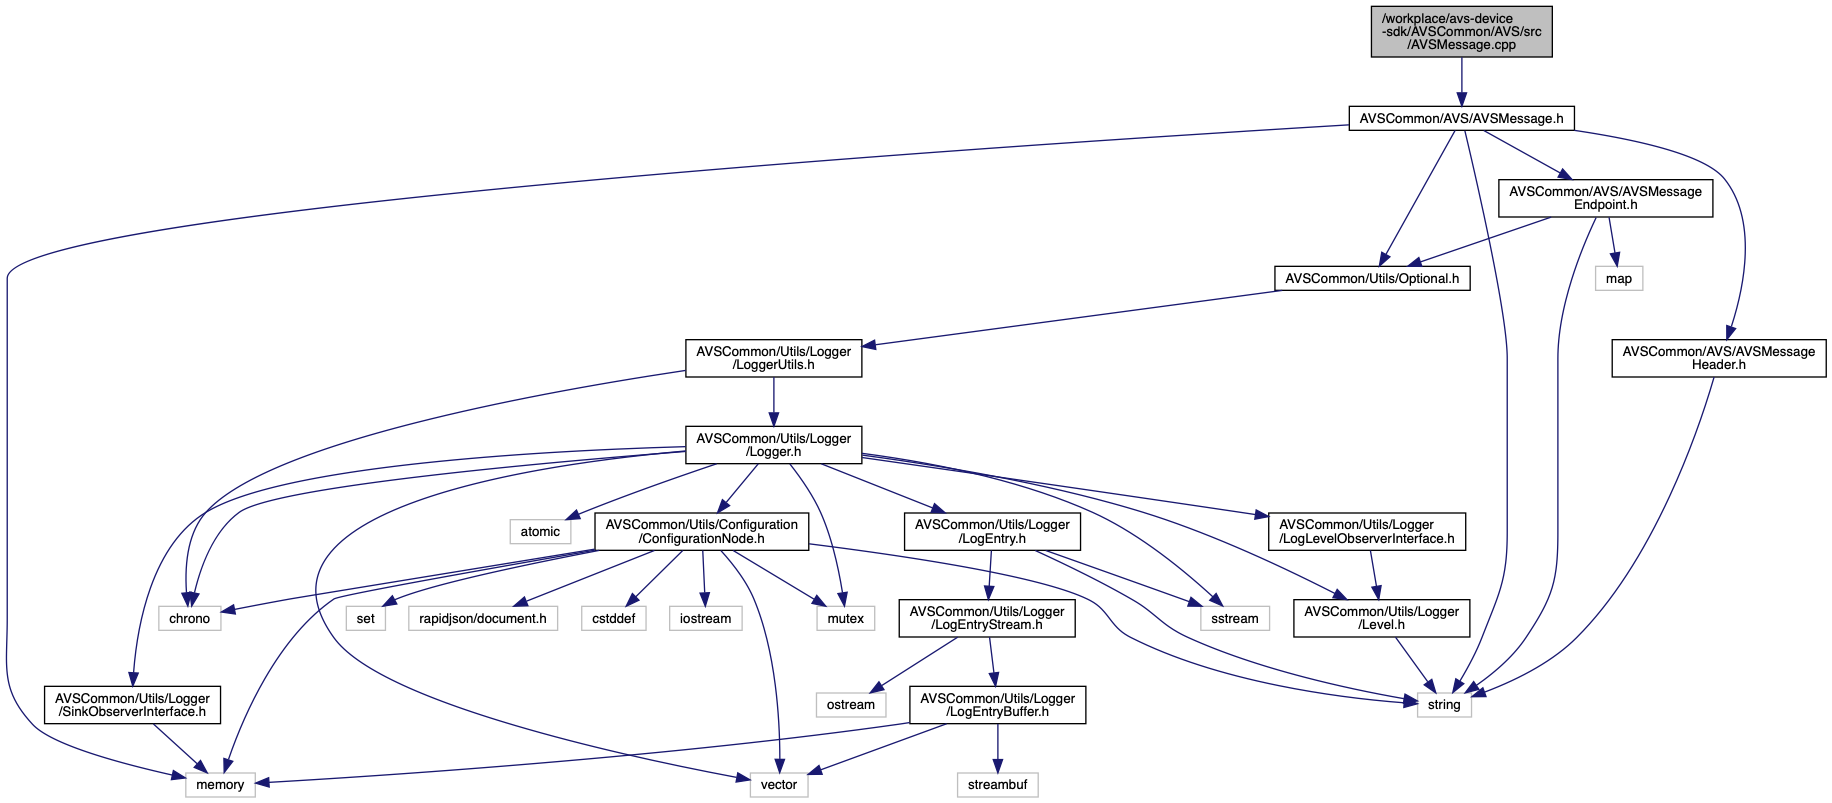 /workplace/avs-device
-sdk/AVSCommon/AVS/src
/AVSMessage.cpp
AVSCommon/AVS/AVSMessage.h
AVSCommon/AVS/AVSMessage
Endpoint.h
AVSCommon/Utils/Optional.h
map
AVSCommon/Utils/Logger
/LoggerUtils.h
AVSCommon/AVS/AVSMessage
Header.h
AVSCommon/Utils/Logger
/Logger.h
atomic
AVSCommon/Utils/Configuration
/ConfigurationNode.h
AVSCommon/Utils/Logger
/LogEntry.h
AVSCommon/Utils/Logger
/LogLevelObserverInterface.h
chrono
set
rapidjson/document.h
cstddef
iostream
mutex
AVSCommon/Utils/Logger
/LogEntryStream.h
sstream
AVSCommon/Utils/Logger
/Level.h
AVSCommon/Utils/Logger
/SinkObserverInterface.h
ostream
AVSCommon/Utils/Logger
/LogEntryBuffer.h
string
memory
vector
streambuf